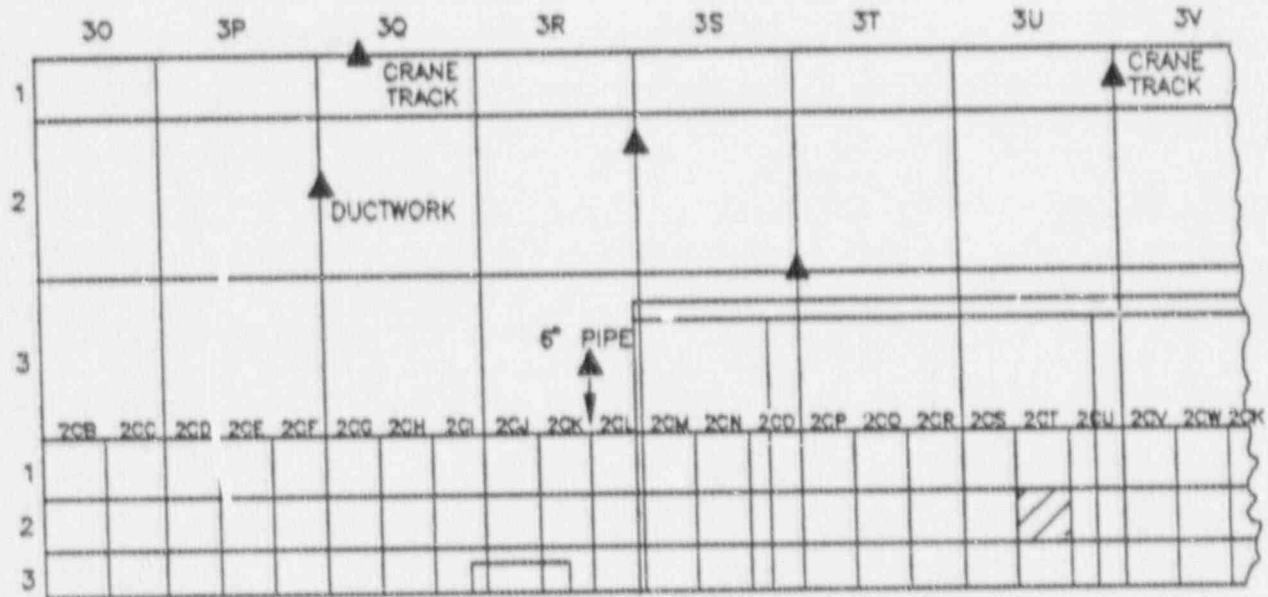 3O 3P 3Q 3R 3S 3T 3U 3V
1
CRANE
TRACK
CRANE
TRACK
2
DUCTWORK
3
6" PIPE
2CB 2CC 2CD 2CE 2CF 2CG 2CH 2CI 2CJ 2CK 2CL 2CM 2CN 2CO 2CP 2CQ 2CR 2CS 2CT 2CU 2CV 2CW 2CK
1
2
3